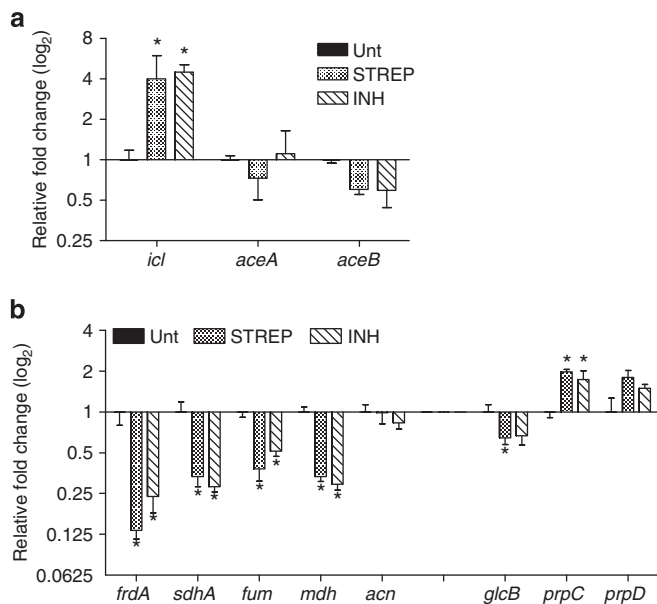 a
Relative fold change (log2)
8
4
2
1
0.5
0.25
* *
Unt
STREP
INH
icl aceA aceB
b
Relative fold change (log2)
4
2
1
0.5
0.25
0.125
0.0625
Unt STREP INH
* *
* * * * * * * * *
frdA sdhA fum mdh acn glcB prpC prpD